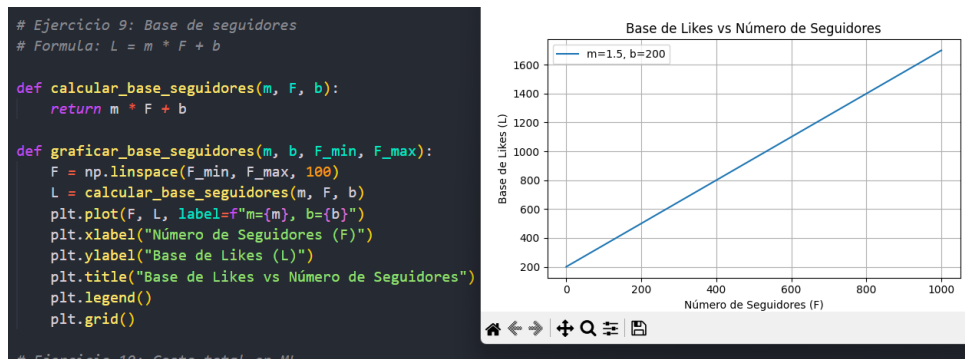 # Ejercicio 9: Base de seguidores
# Formula: L = m * F + b
def calcular_base_seguidores(m, F, b):
return m * F + b
def graficar_base_seguidores(m, b, F_min, F_max):
F = np.linspace(F_min, F_max, 100)
L = calcular_base_seguidores(m, F, b)
plt.plot(F, L, label=f"m={m}, b={b}")
plt.xlabel("Número de Seguidores (F)")
plt.ylabel("Base de Likes (L)")
plt.title("Base de Likes vs Número de Seguidores")
plt.legend()
plt.grid()
Base de Likes vs Número de Seguidores
m=1.5, b=200
Base de Likes (L)
1600
1400
1200
1000
800
600
400
200
0 200 400 600 800 1000
Número de Seguidores (F)